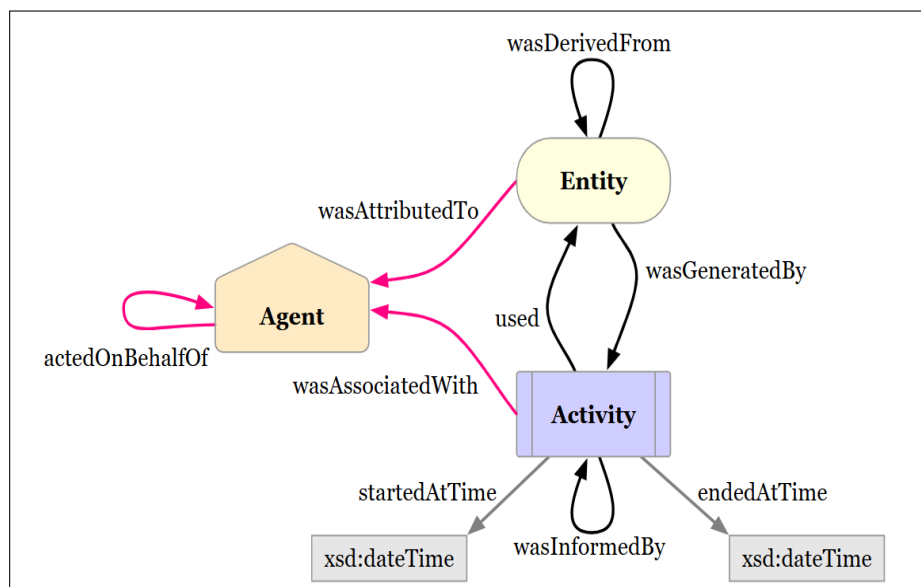 wasDerivedFrom
Entity
wasAttributedTo
wasGeneratedBy
Agent
used
actedOnBehalfOf
wasAssociatedWith
Activity
startedAtTime
endedAtTime
wasInformedBy
xsd:dateTime
xsd:dateTime